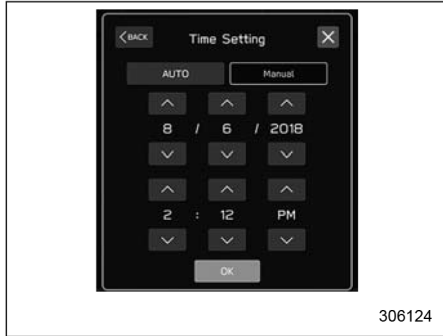 BACK Time Setting X
AUTO Manual
8 / 6 / 2018
2 : 12 PM
OK
306124